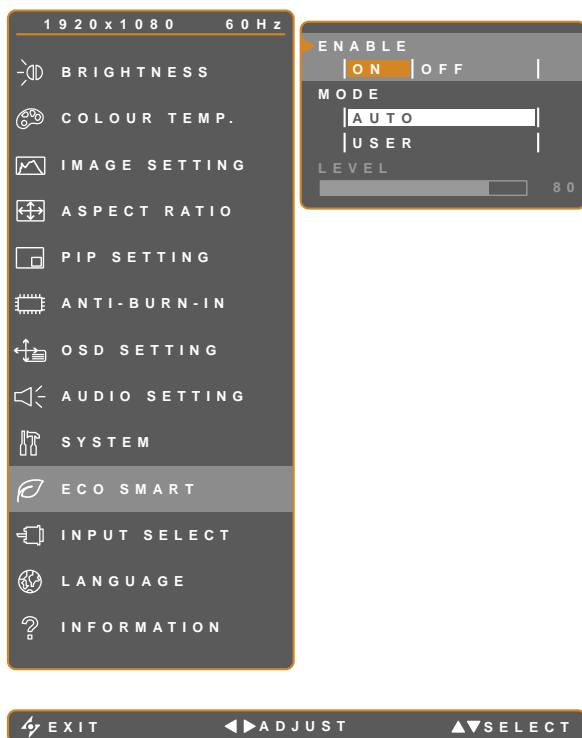 1920x1080 60Hz
BRIGHTNESS
COLOUR TEMP.
IMAGE SETTING
ASPECT RATIO
PIP SETTING
ANTI-BURN-IN
OSD SETTING
AUDIO SETTING
SYSTEM
ECO SMART
INPUT SELECT
LANGUAGE
INFORMATION
ENABLE
ON OFF
MODE
AUTO
USER
LEVEL
80
EXIT ADJUST SELECT